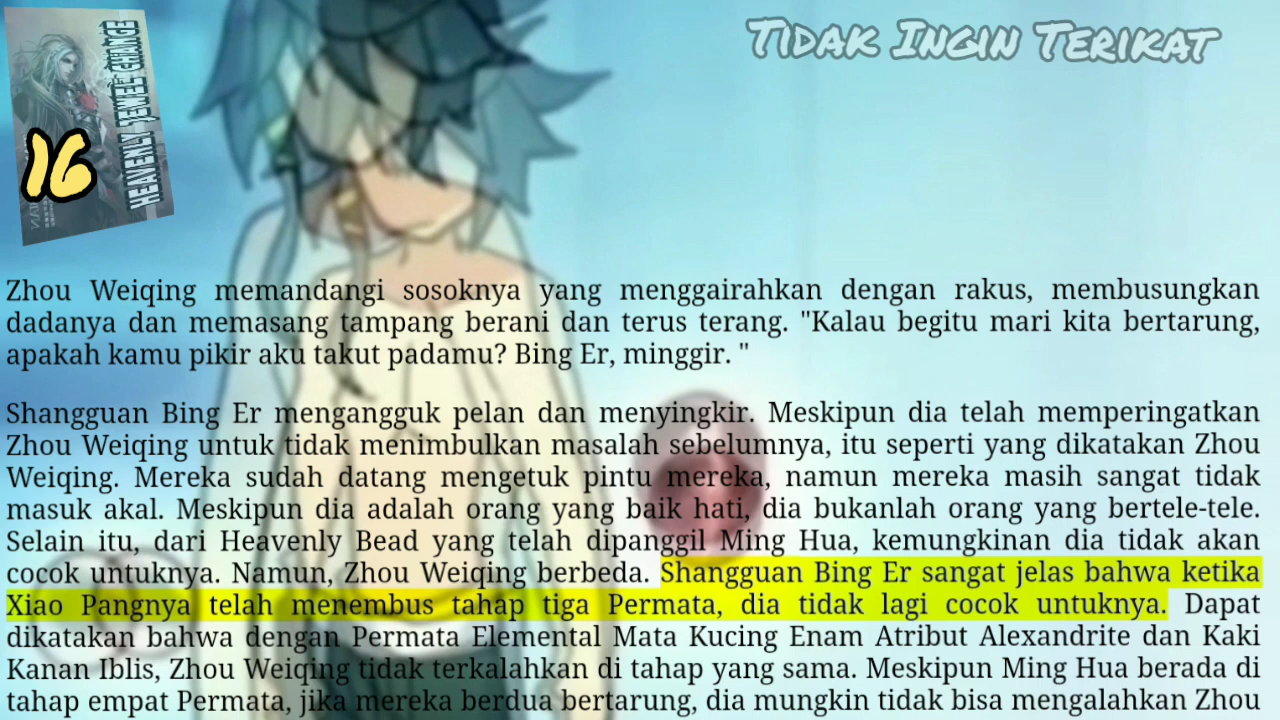 Tidak Ingin Terikat
HEAVENLY JEWEL CHANGE
16
Zhou Weiqing memandangi sosoknya yang menggairahkan dengan rakus, membusungkan
dadanya dan memasang tampang berani dan terus terang. "Kalau begitu mari kita bertarung,
apakah kamu pikir aku takut padamu? Bing Er, minggir. "
Shangguan Bing Er mengangguk pelan dan menyingkir. Meskipun dia telah memperingatkan
Zhou Weiqing untuk tidak menimbulkan masalah sebelumnya, itu seperti yang dikatakan Zhou
Weiqing. Mereka sudah datang mengetuk pintu mereka, namun mereka masih sangat tidak
masuk akal. Meskipun dia adalah orang yang baik hati, dia bukanlah orang yang bertele-tele.
Selain itu, dari Heavenly Bead yang telah dipanggil Ming Hua, kemungkinan dia tidak akan
cocok untuknya. Namun, Zhou Weiqing berbeda. Shangguan Bing Er sangat jelas bahwa ketika
Xiao Pangnya telah menembus tahap tiga Permata, dia tidak lagi cocok untuknya. Dapat
dikatakan bahwa dengan Permata Elemental Mata Kucing Enam Atribut Alexandrite dan Kaki
Kanan Iblis, Zhou Weiqing tidak terkalahkan di tahap yang sama. Meskipun Ming Hua berada di
tahap empat Permata, jika mereka berdua bertarung, dia mungkin tidak bisa mengalahkan Zhou